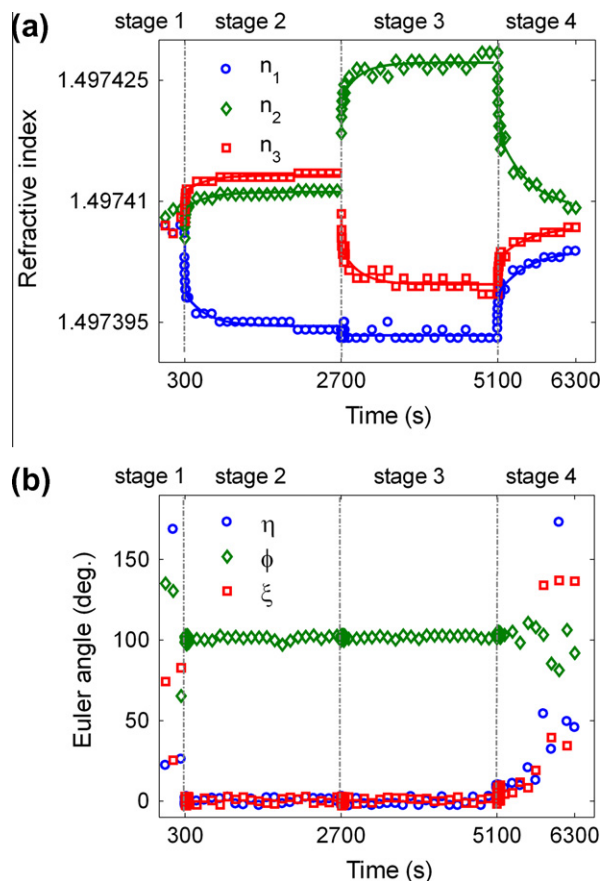 (a)
stage 1 stage 2 stage 3 stage 4
1.497425
1.49741
1.497395
Refractive index
n1
n2
n3
300 2700 5100 6300
Time (s)
(b)
stage 1 stage 2 stage 3 stage 4
150
100
50
0
Euler angle (deg.)
η
ϕ
ξ
300 2700 5100 6300
Time (s)